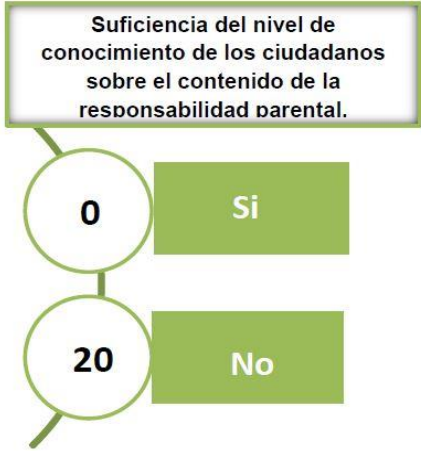 Suficiencia del nivel de
conocimiento de los ciudadanos
sobre el contenido de la
responsabilidad parental.
0
Si
20
No